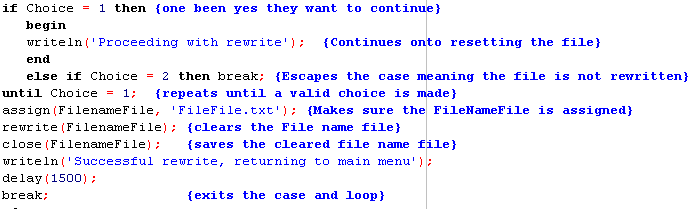 if Choice = 1 then {one been yes they want to continue}
begin
writeln('Proceeding with rewrite'); {Continues onto resetting the file}
end
else if Choice = 2 then break; {Escapes the case meaning the file is not rewritten}
until Choice = 1; {repeats until a valid choice is made}
assign(FilenameFile, 'FileFile.txt'); {Makes sure the FileNameFile is assigned}
rewrite(FilenameFile); {clears the File name file}
close(FilenameFile); {saves the cleared file name file}
writeln('Successful rewrite, returning to main menu');
delay(1500);
break; {exits the case and loop}